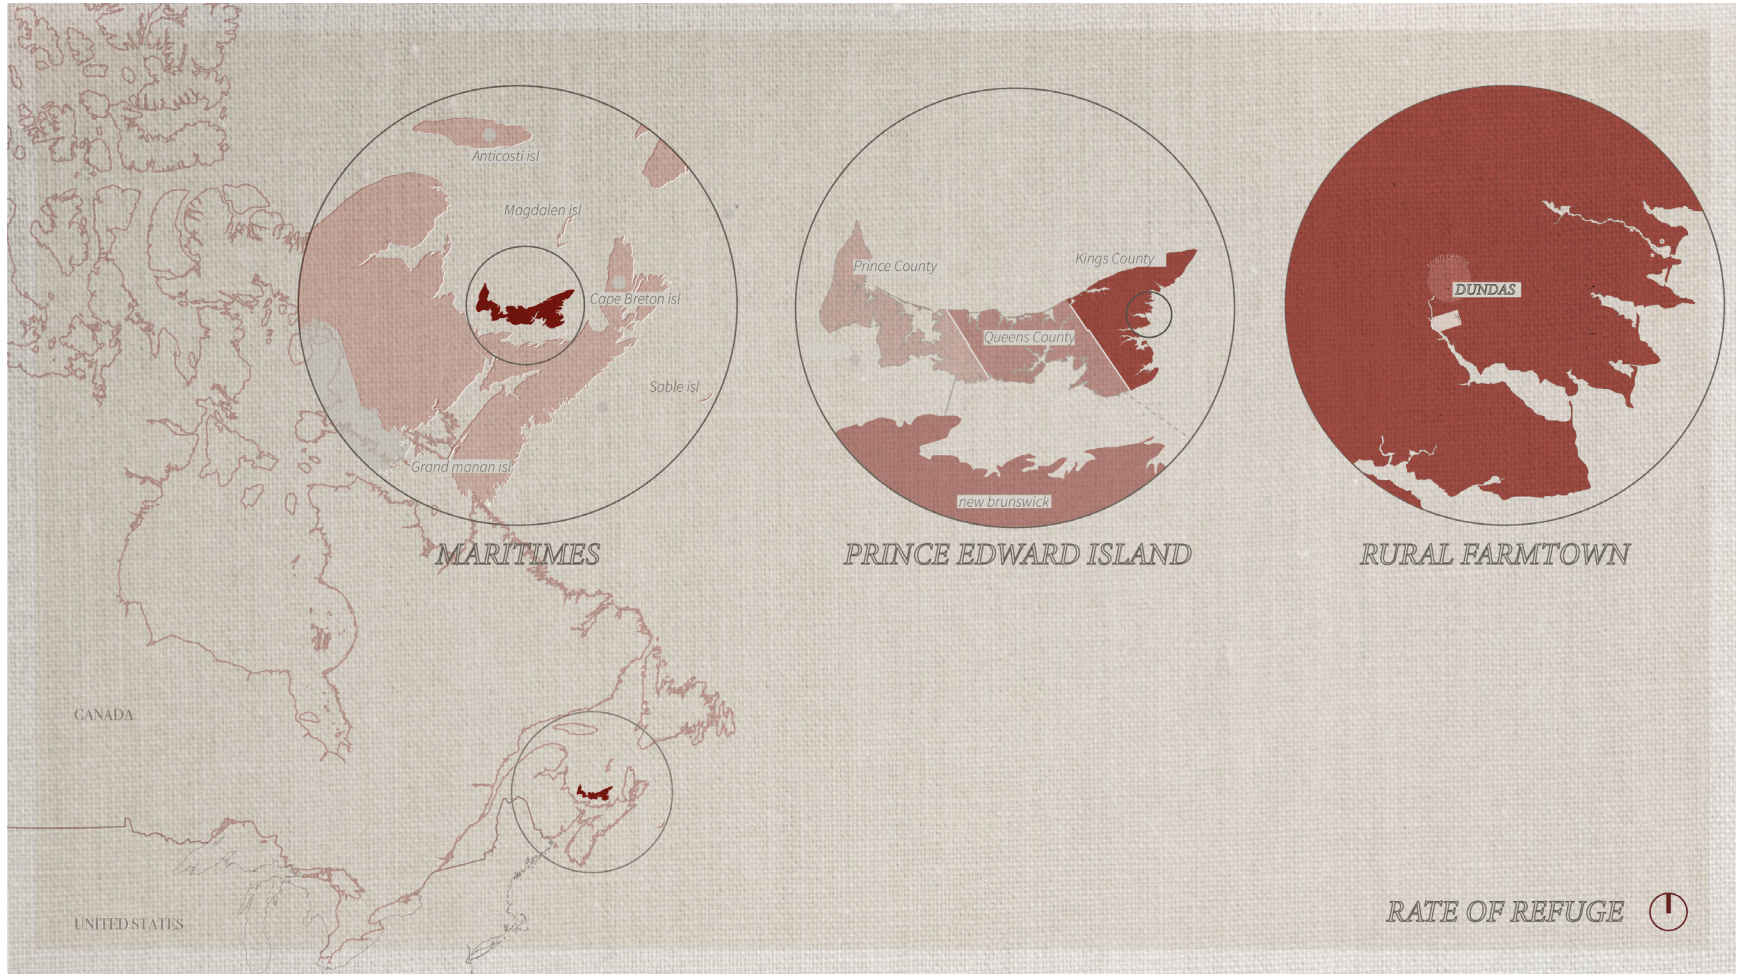 Anticosti isl
Magdalen isl
Cape Breton isl
Sable isl
Grand manan isl
MARITIMES
Prince County
Kings County
Queens County
new brunswick
PRINCE EDWARD ISLAND
DUNDAS
RURAL FARMTOWN
CANADA
UNITED STATES
RATE OF REFUGE